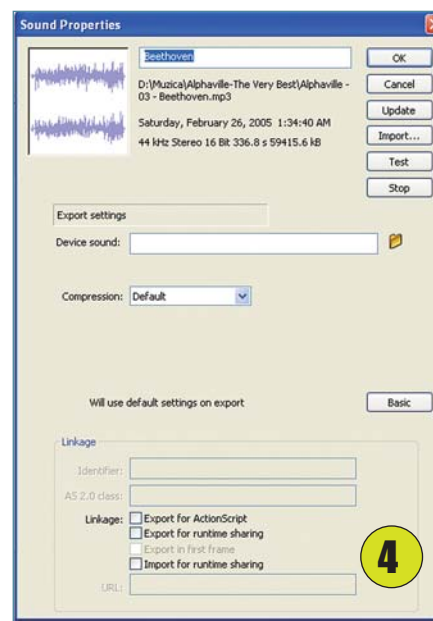 Sound Properties
Beethoven
OK
D:\Muzica\Alphaville-The Very Best\Alphaville -
03 - Beethoven.mp3
Cancel
Saturday, February 26, 2005 1:34:40 AM
Update
44 kHz Stereo 16 Bit 336.8 s 59415.6 kB
Import...
Test
Stop
Export settings
Device sound:
Compression: Default
Will use default settings on export
Basic
Linkage
Identifier:
AS 2.0 class:
Linkage: Export for ActionScript
Export for runtime sharing
Export in first frame
Import for runtime sharing
URL:
4